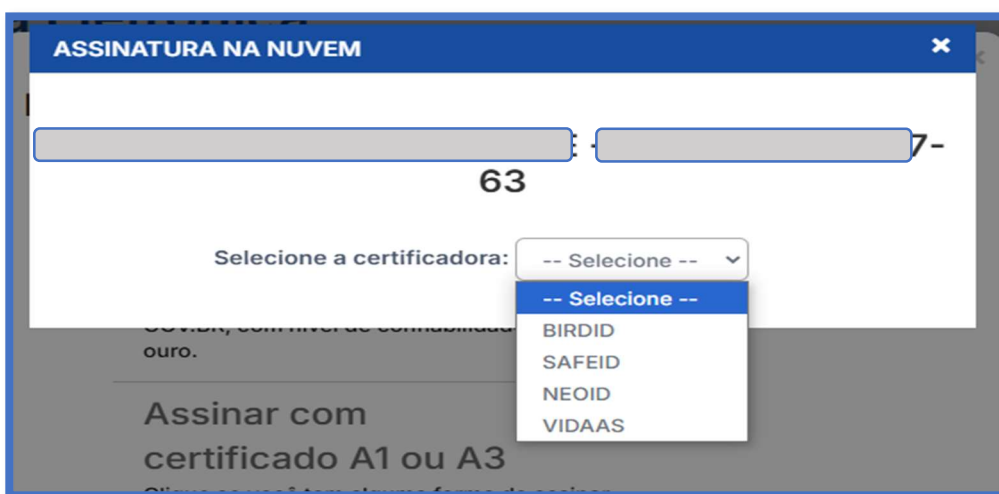 ASSINATURA NA NUVEM ×
7-
63
Selecione a certificadora: -- Selecione --
-- Selecione --
BIRDID
SAFEID
NEOID
VIDAAS
ouro.
Assinar com
certificado A1 ou A3